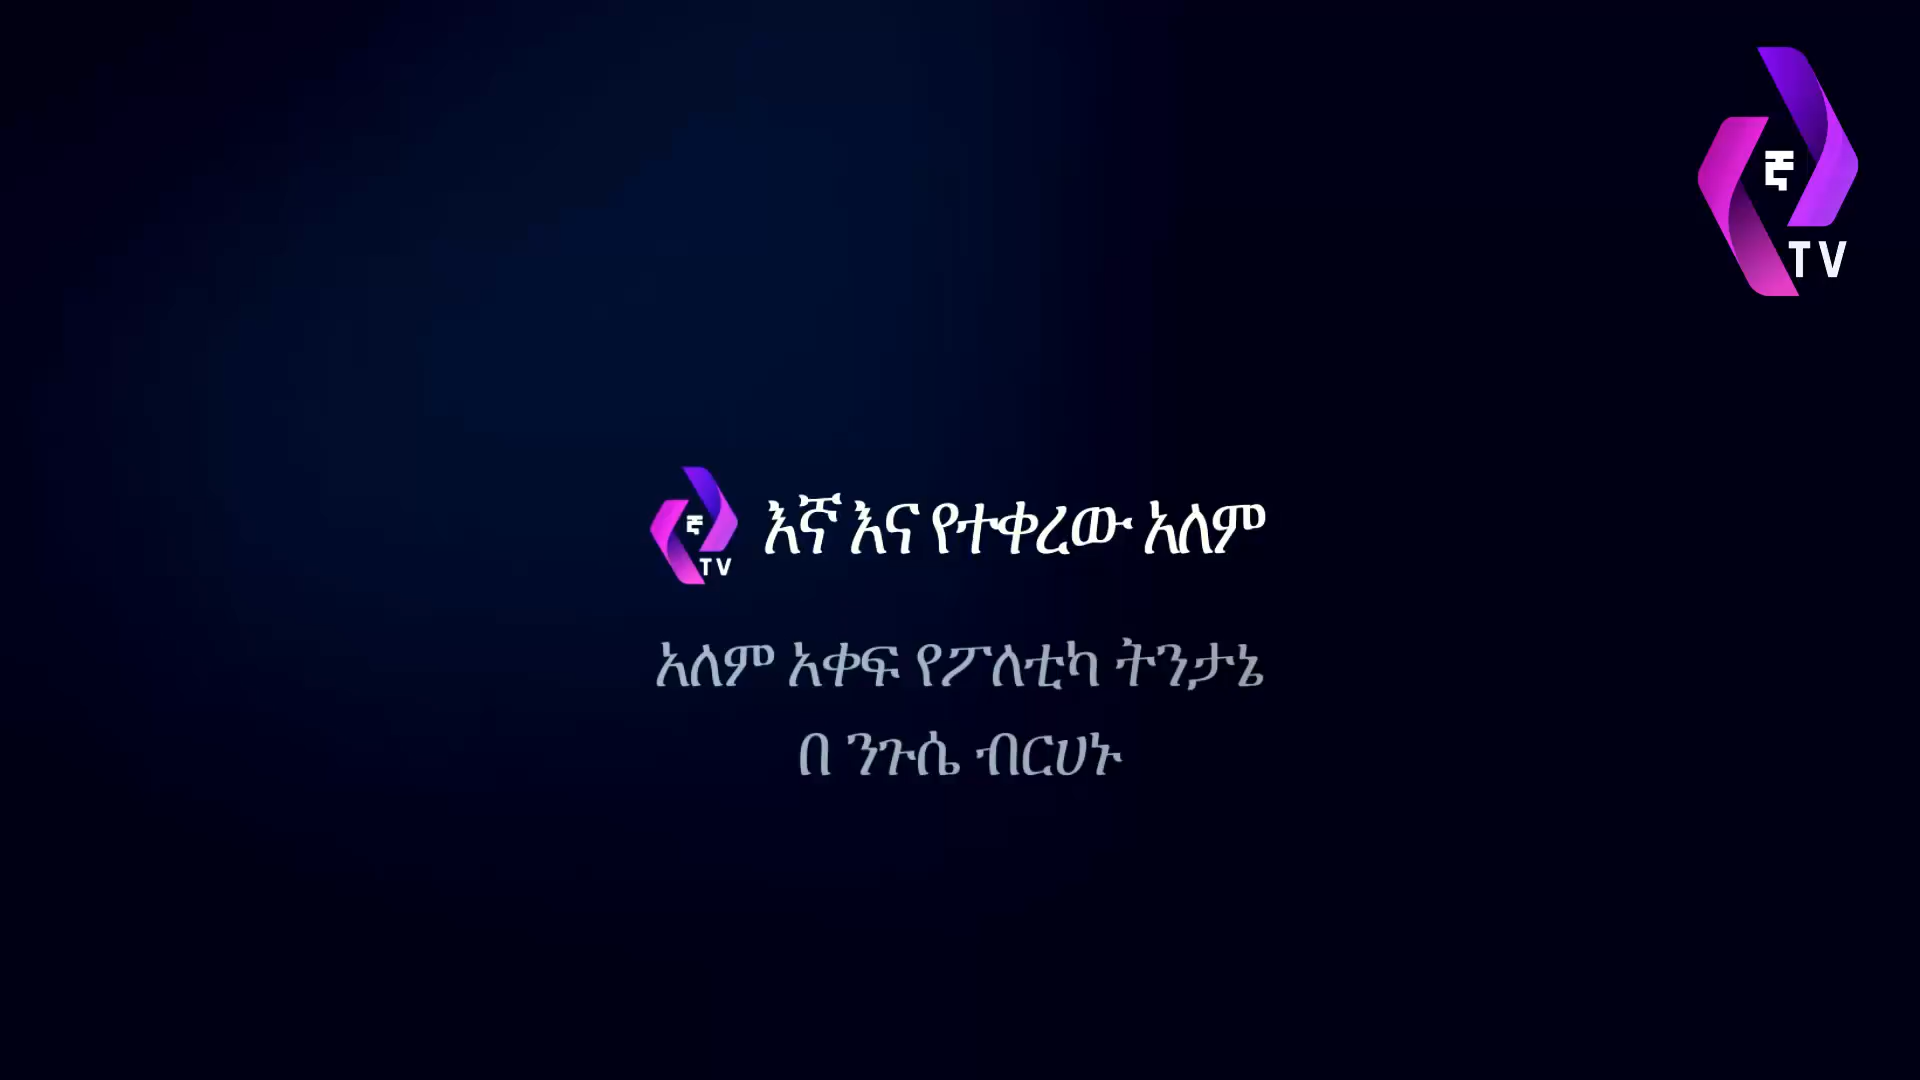 ኛ
TV
ኛ
TV
እኛ እና የተቀረው አለም
አለም አቀፍ የፖለቲካ ትንታኔ
በ ንጉሴ ብርሀኑ